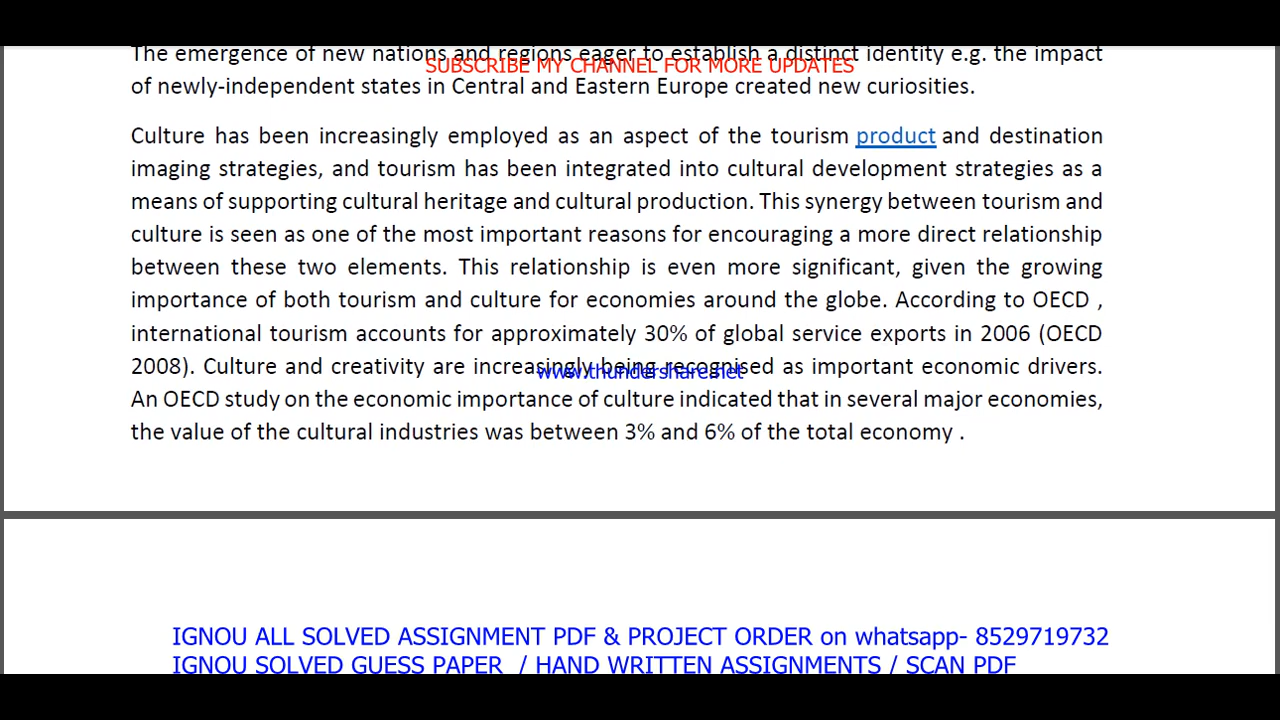 The emergence of new nations and regions eager to establish a distinct identity e.g. the impact
SUBSCRIBE MY CHANNEL FOR MORE UPDATES
of newly-independent states in Central and Eastern Europe created new curiosities.
Culture has been increasingly employed as an aspect of the tourism product and destination
imaging strategies, and tourism has been integrated into cultural development strategies as a
means of supporting cultural heritage and cultural production. This synergy between tourism and
culture is seen as one of the most important reasons for encouraging a more direct relationship
between these two elements. This relationship is even more significant, given the growing
importance of both tourism and culture for economies around the globe. According to OECD ,
international tourism accounts for approximately 30% of global service exports in 2006 (OECD
2008). Culture and creativity are increasingly being recognised as important economic drivers.
www.thundershare.net
An OECD study on the economic importance of culture indicated that in several major economies,
the value of the cultural industries was between 3% and 6% of the total economy .
IGNOU ALL SOLVED ASSIGNMENT PDF & PROJECT ORDER on whatsapp- 8529719732
IGNOU SOLVED GUESS PAPER / HAND WRITTEN ASSIGNMENTS / SCAN PDF